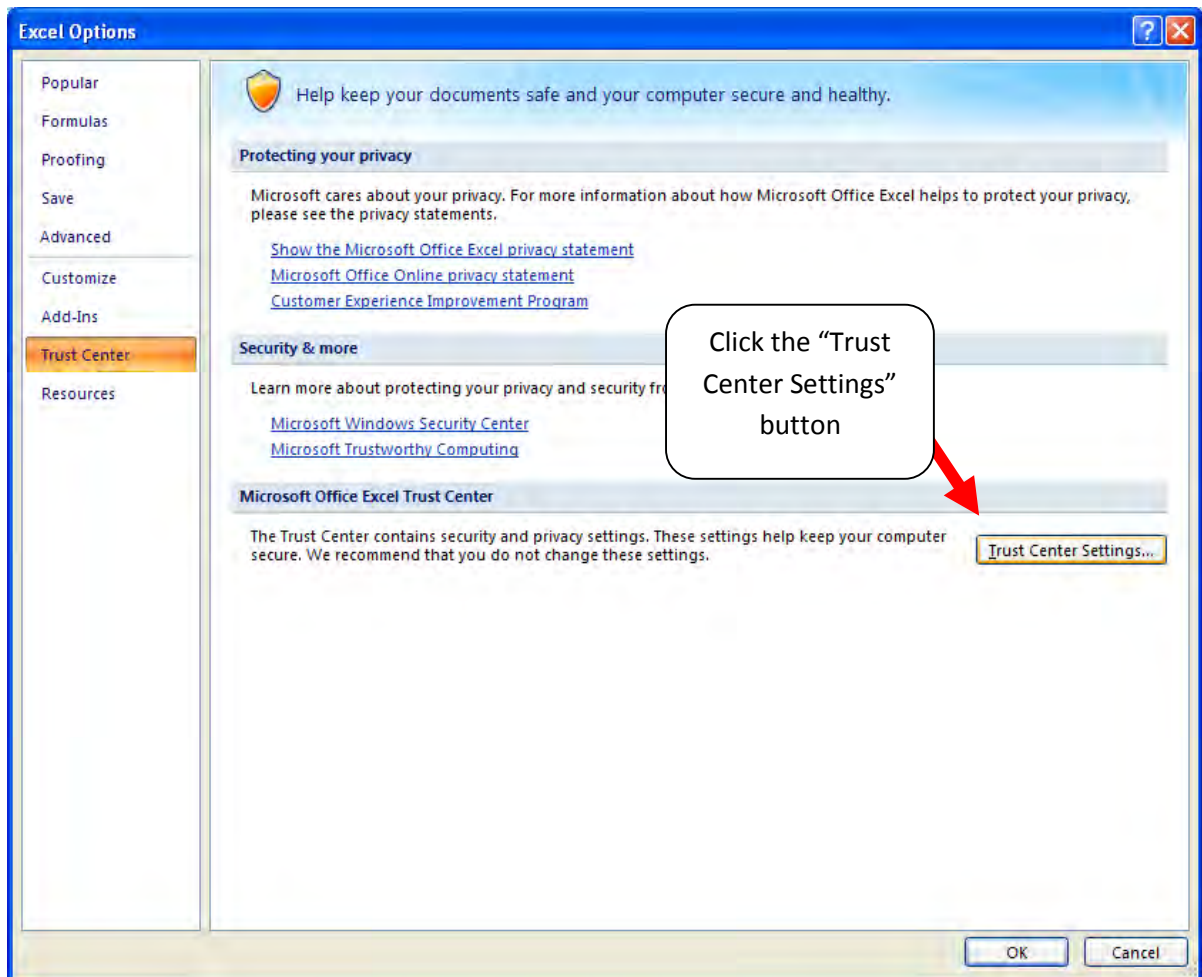 Excel Options
Popular
Formulas
Proofing
Save
Advanced
Customize
Add-Ins
Trust Center
Resources
Help keep your documents safe and your computer secure and healthy.
Protecting your privacy
Microsoft cares about your privacy. For more information about how Microsoft Office Excel helps to protect your privacy,
please see the privacy statements.
Show the Microsoft Office Excel privacy statement
Microsoft Office Online privacy statement
Customer Experience Improvement Program
Security & more
Learn more about protecting your privacy and security
Microsoft Windows Security Center
Microsoft Trustworthy Computing
Click the “Trust
Center Settings”
button
Microsoft Office Excel Trust Center
The Trust Center contains security and privacy settings. These settings help keep your computer
secure. We recommend that you do not change these settings.
Trust Center Settings...
OK
Cancel